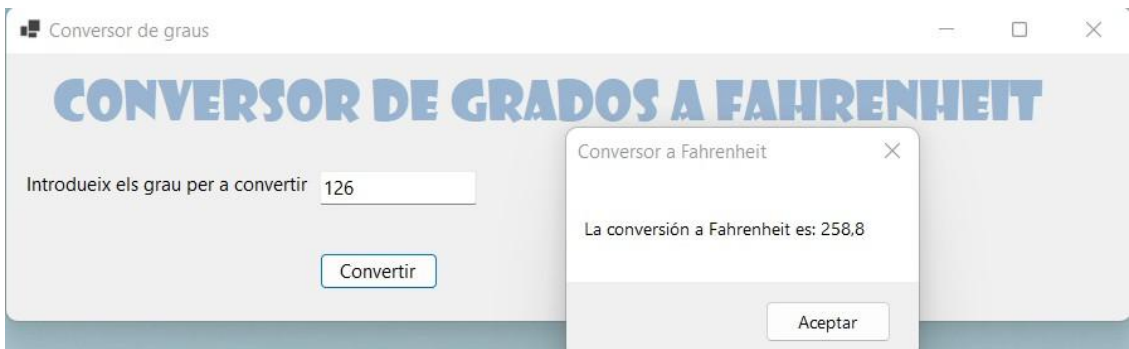 Conversor de graus
CONVERSOR DE GRADOS A FAHRENHEIT
Conversor a Fahrenheit
Introdueix els grau per a convertir 126
La conversión a Fahrenheit es: 258,8
Convertir
Aceptar